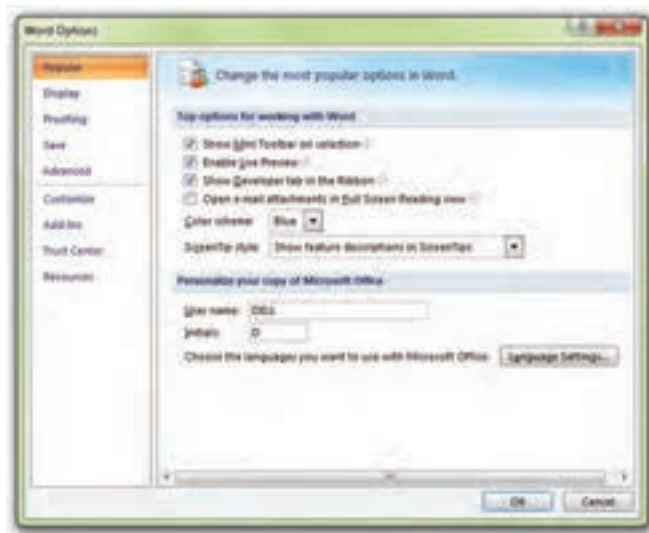 Word Options
Popular
Display
Proofing
Save
Advanced
Customize
Add-Ins
Trust Center
Resources
Change the most popular options in Word.
Top options for working with Word
Show Mini Toolbar on selection
Enable Live Preview
Show Developer tab in the Ribbon
Open e-mail attachments in Full Screen Reading view
Color scheme: Blue
ScreenTip style: Show feature descriptions in ScreenTips
Personalize your copy of Microsoft Office
User name: DELL
Initials: D
Choose the languages you want to use with Microsoft Office: Language Settings...
OK Cancel